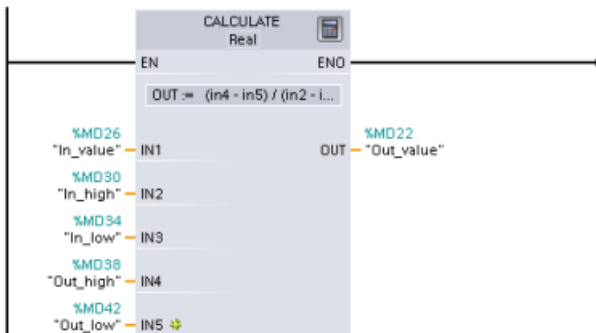 CALCULATE
Real
EN ENO
OUT := (in4 - in5) / (in2 - i...
%MD26 %MD22
"In_value" IN1 OUT "Out_value"
%MD30
"In_high" IN2
%MD34
"In_low" IN3
%MD38
"Out_high" IN4
%MD42
"Out_low" IN5